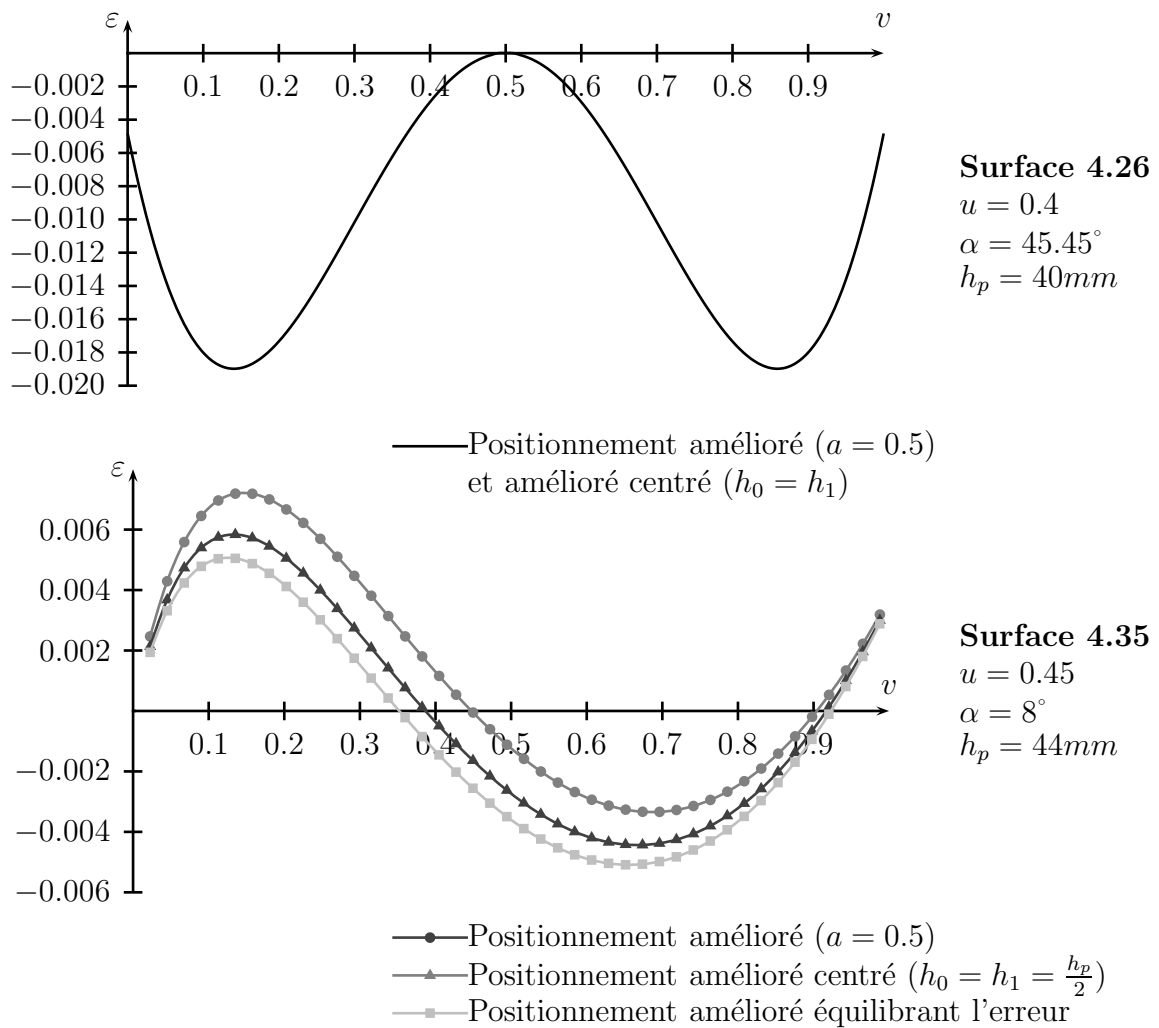 ε
v
0.1 0.2 0.3 0.4 0.5 0.6 0.7 0.8 0.9
−0.002
−0.004
−0.006
−0.008
−0.010
−0.012
−0.014
−0.016
−0.018
−0.020
Surface 4.26
u = 0.4
α = 45.45°
h_p = 40mm
Positionnement amélioré (a = 0.5)
et amélioré centré (h_0 = h_1)
ε
0.006
0.004
0.002
v
0.1 0.2 0.3 0.4 0.5 0.6 0.7 0.8 0.9
−0.002
−0.004
−0.006
Surface 4.35
u = 0.45
α = 8°
h_p = 44mm
Positionnement amélioré (a = 0.5)
Positionnement amélioré centré (h_0 = h_1 = h_p/2)
Positionnement amélioré équilibrant l'erreur